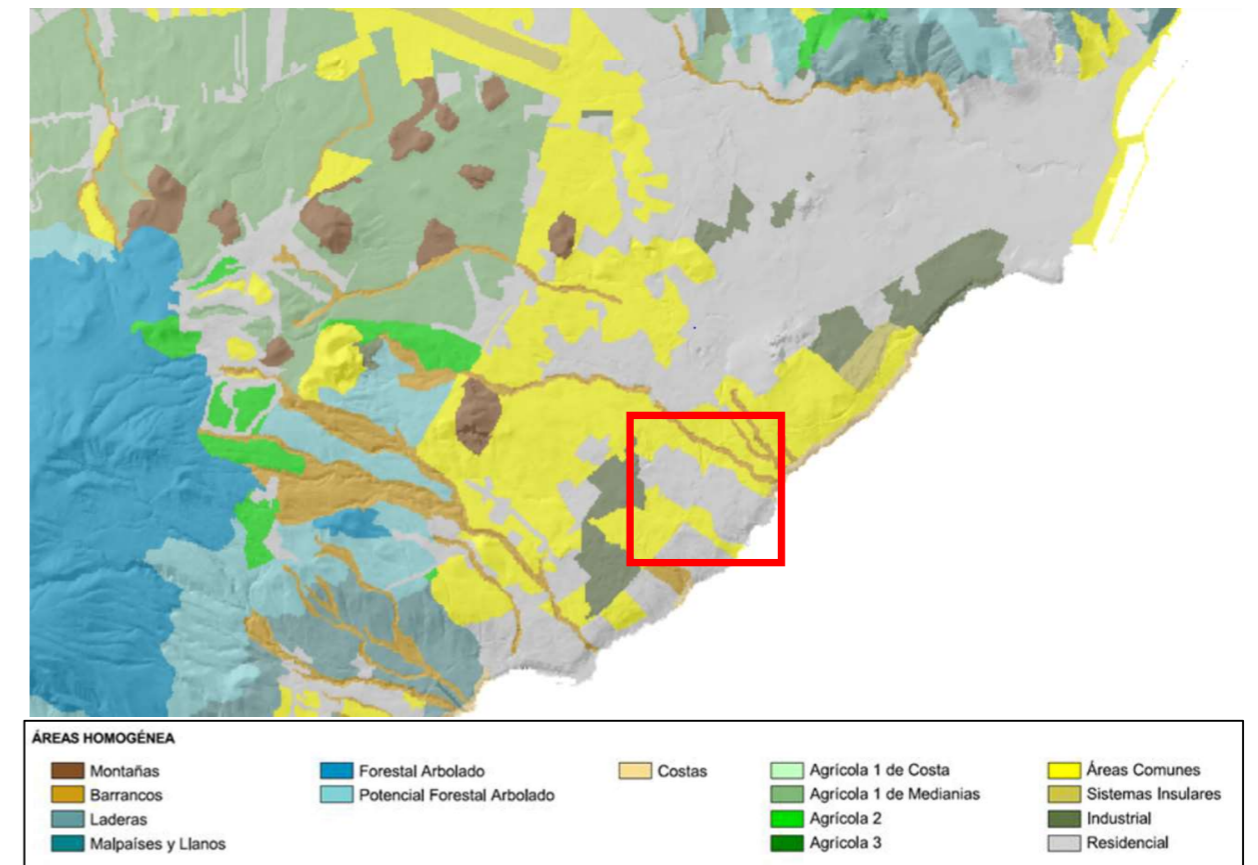 ÁREAS HOMOGÉNEA
Montañas
Barrancos
Laderas
Malpaíses y Llanos
Forestal Arbolado
Potencial Forestal Arbolado
Costas
Agrícola 1 de Costa
Agrícola 1 de Medianias
Agrícola 2
Agrícola 3
Áreas Comunes
Sistemas Insulares
Industrial
Residencial